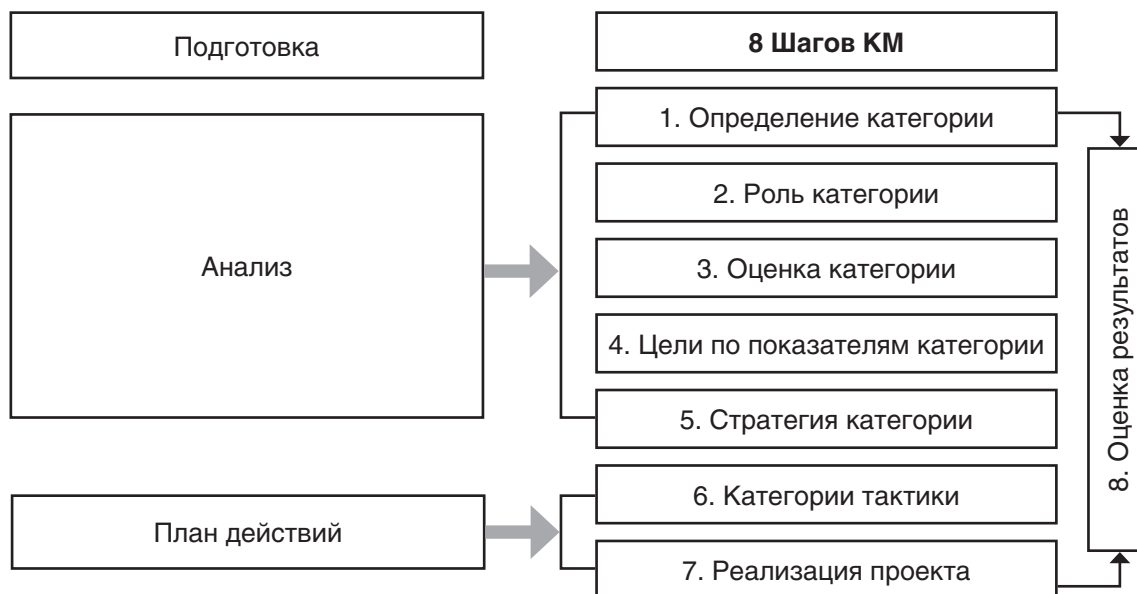 Подготовка
8 Шагов КМ
Анализ
1. Определение категории
2. Роль категории
3. Оценка категории
4. Цели по показателям категории
5. Стратегия категории
План действий
6. Категории тактики
7. Реализация проекта
8. Оценка результатов